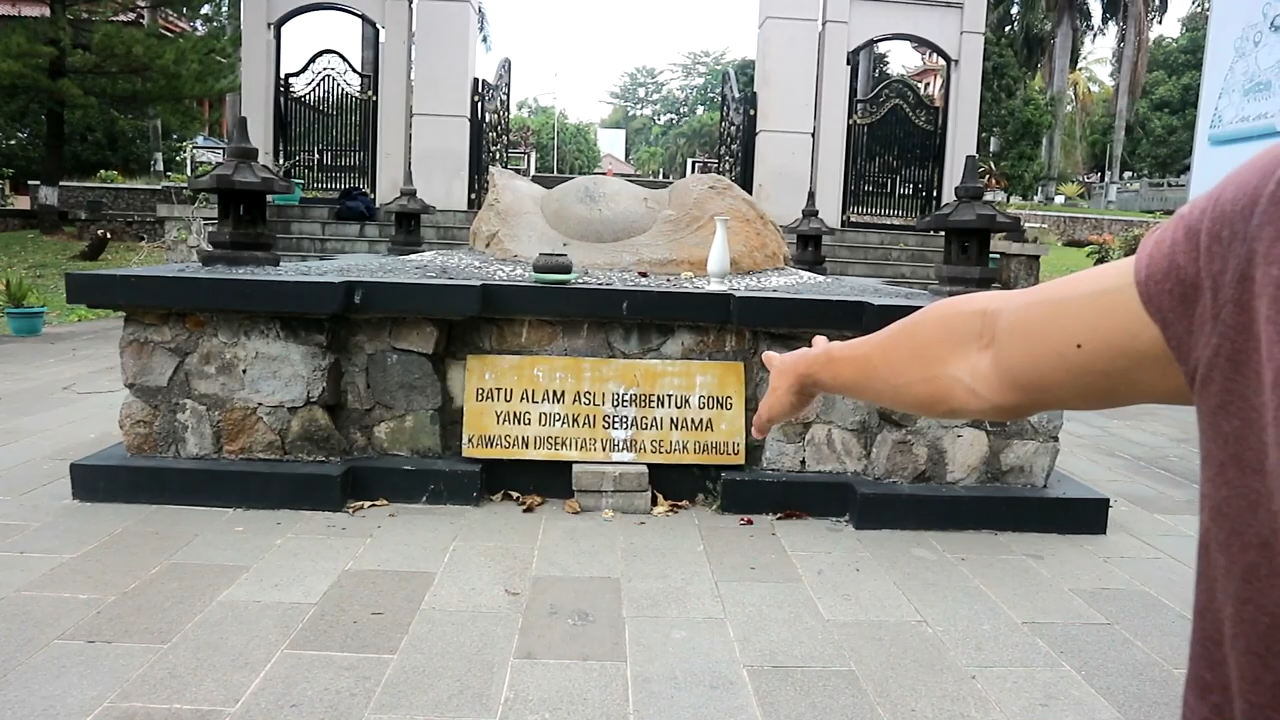 BATU ALAM ASLI BERBENTUK GONG
YANG DIPAKAI SEBAGAI NAMA
KAWASAN DISEKITAR VIHARA SEJAK DAHULU